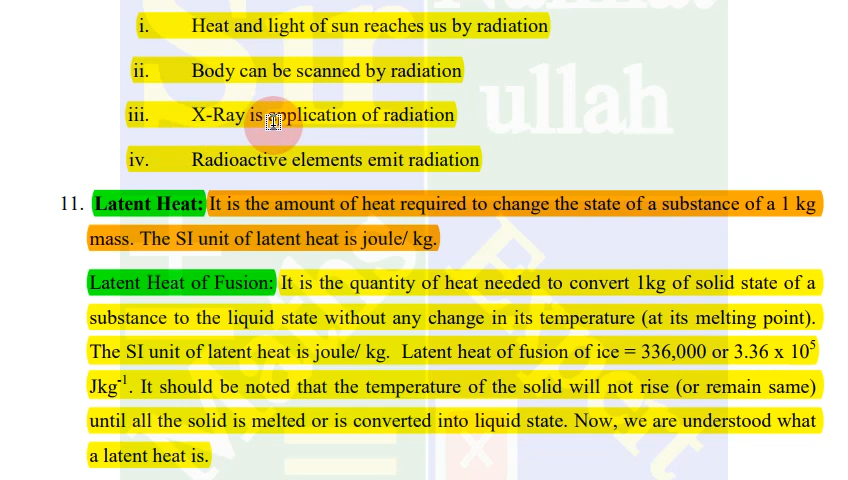 i. Heat and light of sun reaches us by radiation
ii. Body can be scanned by radiation
iii. X-Ray is application of radiation
iv. Radioactive elements emit radiation
11. Latent Heat: It is the amount of heat required to change the state of a substance of a 1 kg
mass. The SI unit of latent heat is joule/ kg.
Latent Heat of Fusion: It is the quantity of heat needed to convert 1kg of solid state of a
substance to the liquid state without any change in its temperature (at its melting point).
The SI unit of latent heat is joule/ kg. Latent heat of fusion of ice = 336,000 or 3.36 x 10⁵
Jkg⁻¹. It should be noted that the temperature of the solid will not rise (or remain same)
until all the solid is melted or is converted into liquid state. Now, we are understood what
a latent heat is.
Sir
ullah
Maths
Expert